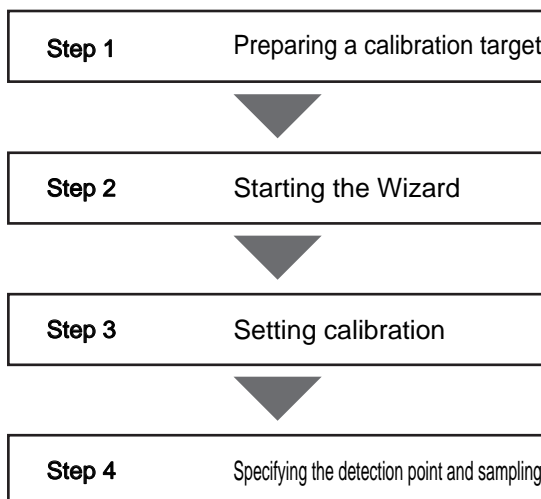 Step 1 Preparing a calibration target
Step 2 Starting the Wizard
Step 3 Setting calibration
Step 4 Specifying the detection point and sampling